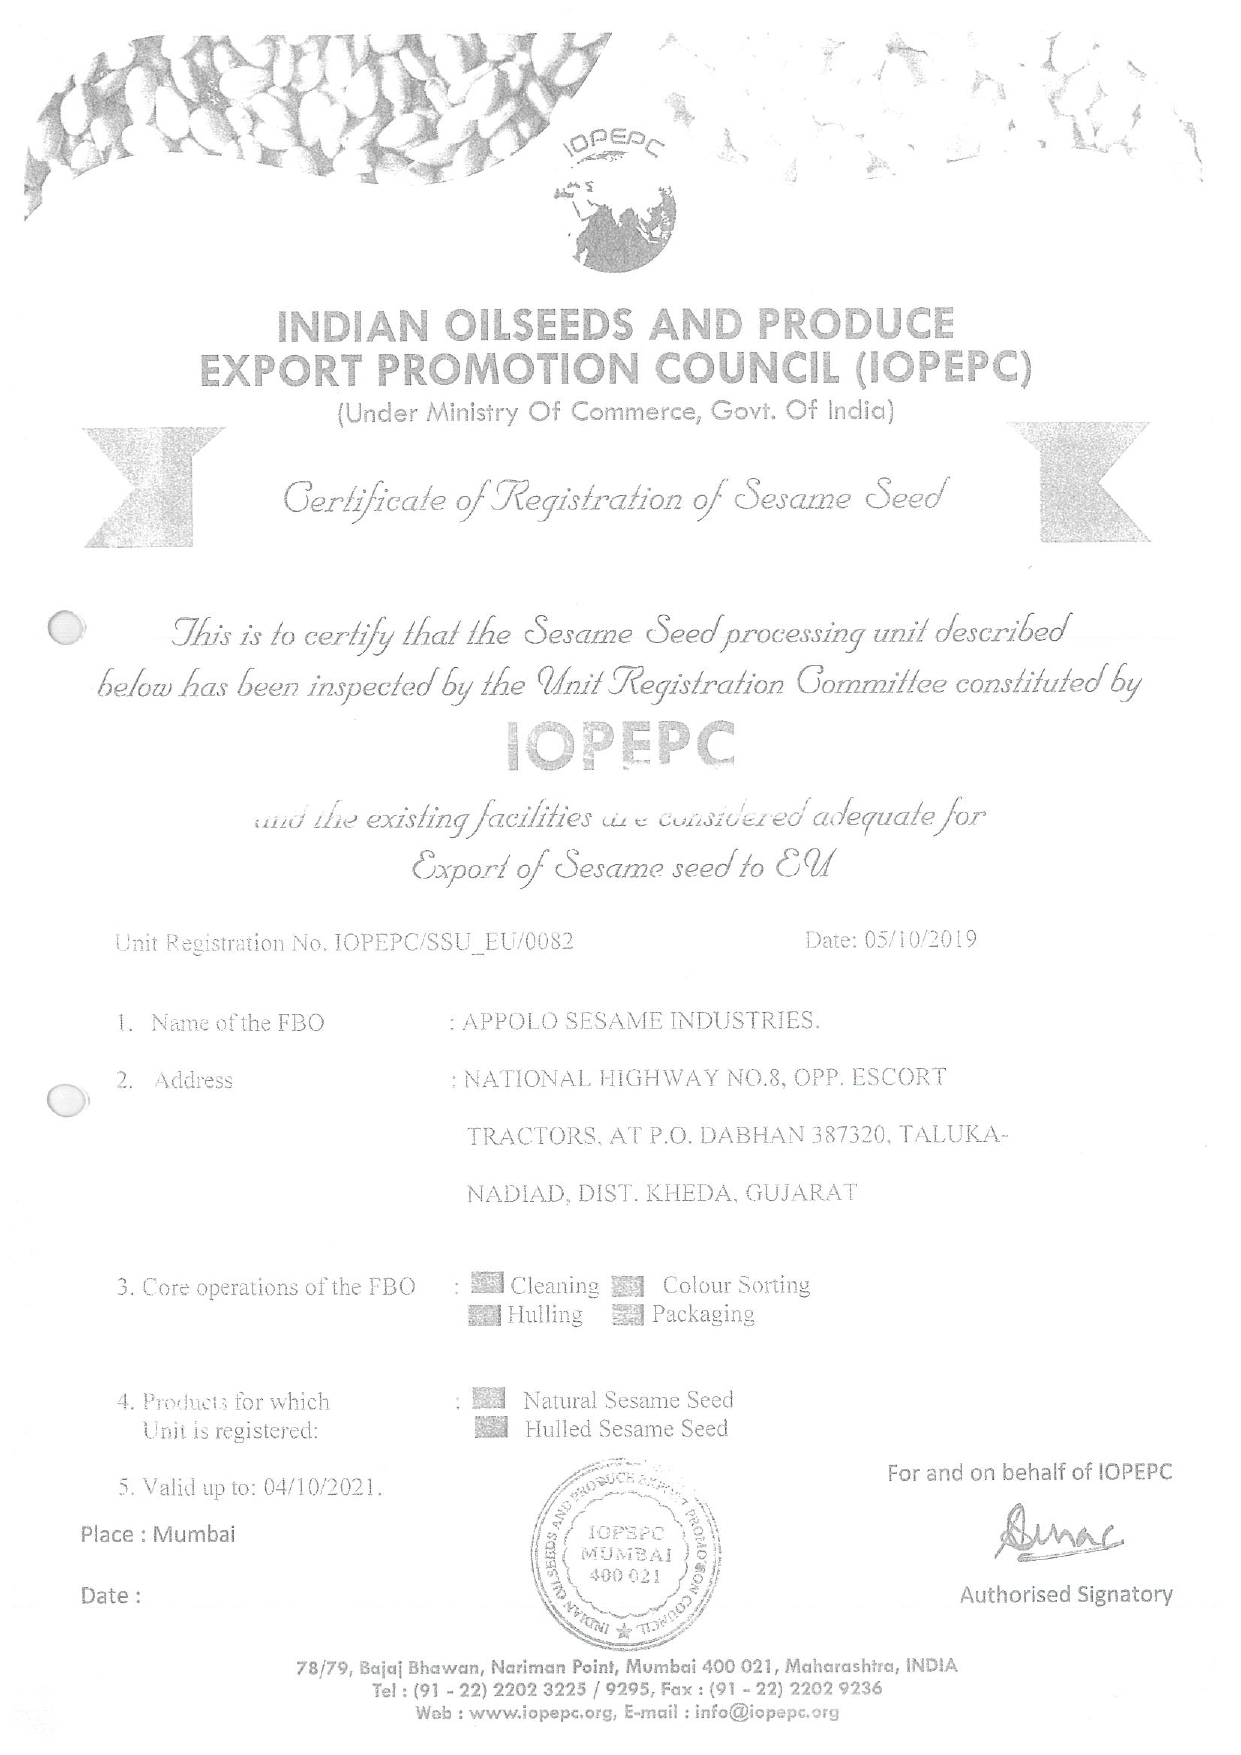 IOPEPC
INDIAN OILSEEDS AND PRODUCE
EXPORT PROMOTION COUNCIL (IOPEPC)
(Under Ministry Of Commerce, Govt. Of India)
Certificate of Registration of Sesame Seed
This is to certify that the Sesame Seed processing unit described
below has been inspected by the Unit Registration Committee constituted by
IOPEPC
and the existing facilities are considered adequate for
Export of Sesame seed to EU
Unit Registration No. IOPEPC/SSU_EU/0082 Date: 05/10/2019
1. Name of the FBO : APPOLO SESAME INDUSTRIES.
2. Address : NATIONAL HIGHWAY NO.8, OPP. ESCORT
TRACTORS, AT P.O. DABHAN 387320, TALUKA-
NADIAD, DIST. KHEDA, GUJARAT
3. Core operations of the FBO : Cleaning Colour Sorting
Hulling Packaging
4. Products for which : Natural Sesame Seed
Unit is registered: Hulled Sesame Seed
5. Valid up to: 04/10/2021.
For and on behalf of IOPEPC
Place : Mumbai
INDIAN OILSEEDS AND PRODUCE EXPORT PROMOTION COUNCIL
IOPEPC
MUMBAI
400 021
Date :
Authorised Signatory
78/79, Bajaj Bhawan, Nariman Point, Mumbai 400 021, Maharashtra, INDIA
Tel : (91 - 22) 2202 3225 / 9295, Fax : (91 - 22) 2202 9236
Web : www.iopepc.org, E-mail : info@iopepc.org